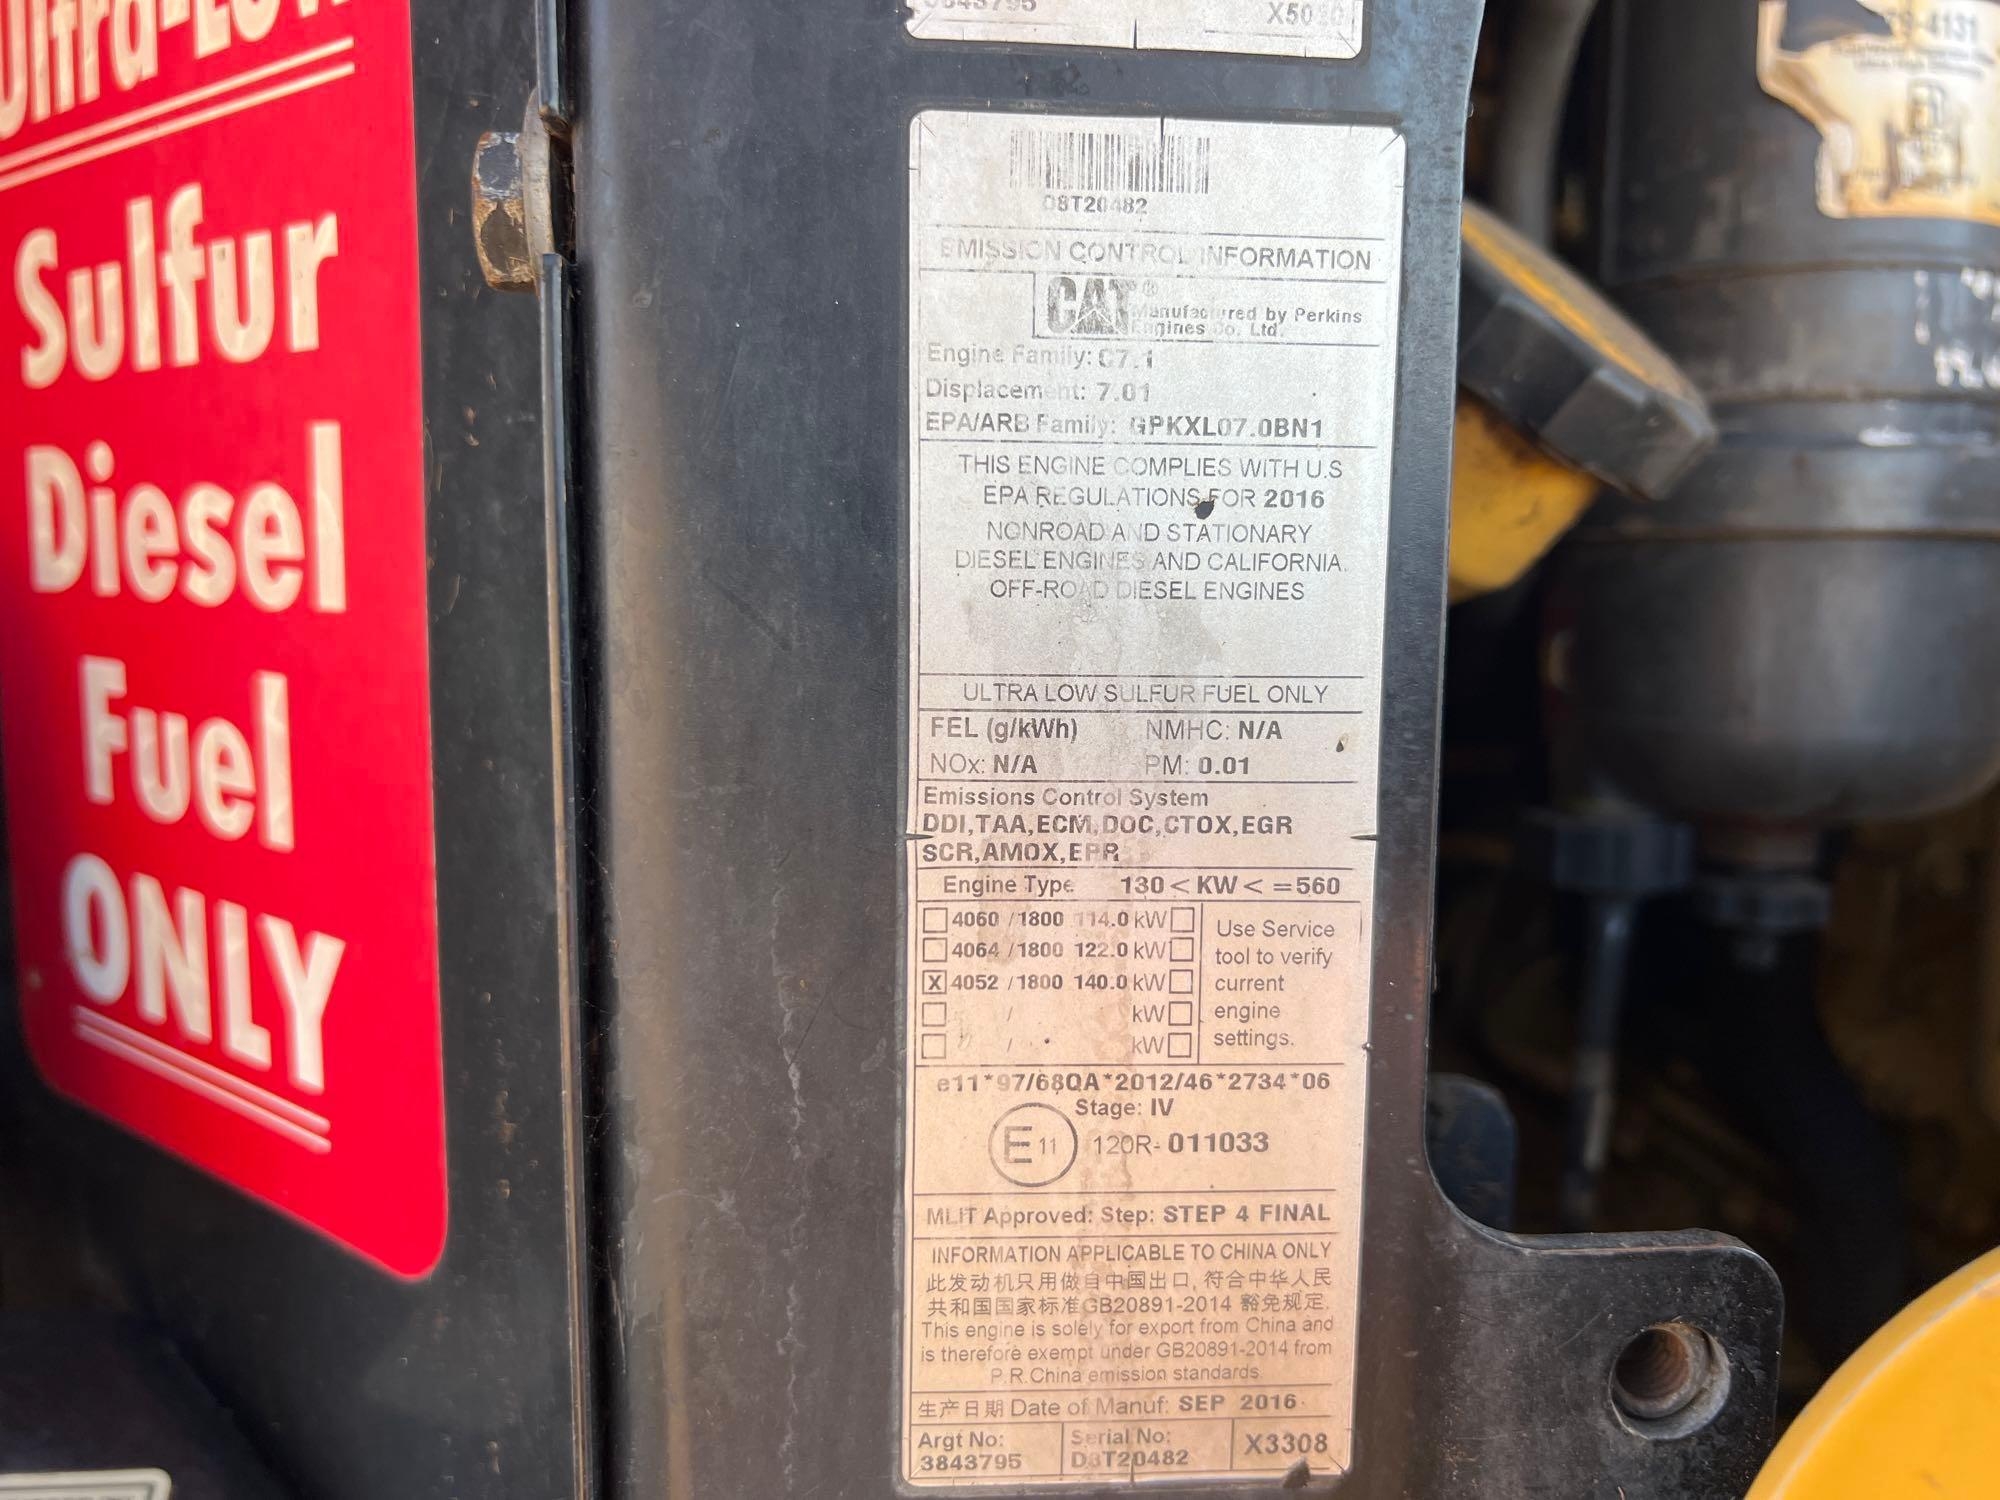 Ultra-Low
Sulfur
Diesel
Fuel
ONLY
3843795
D8T20482
EMISSION CONTROL INFORMATION
CAT® Manufactured by Perkins
Engines Co. Ltd.
Engine Family: C7.1
Displacement: 7.01
EPA/ARB Family: GPKXL07.0BN1
THIS ENGINE COMPLIES WITH U.S
EPA REGULATIONS FOR 2016
NONROAD AND STATIONARY
DIESEL ENGINES AND CALIFORNIA.
OFF-ROAD DIESEL ENGINES
ULTRA LOW SULFUR FUEL ONLY
FEL (g/kWh) NMHC: N/A
NOx: N/A PM: 0.01
Emissions Control System
DDI,TAA,ECM,DOC,CTOX,EGR
SCR,AMOX,EPR
Engine Type 130 < KW < =560
4060 /1800 114.0 kW
4064 /1800 122.0 kW
X 4052 /1800 140.0 kW
/ kW
/ kW
Use Service
tool to verify
current
engine
settings.
e11*97/68QA*2012/46*2734*06
Stage: IV
E 11 120R- 011033
MLIT Approved: Step: STEP 4 FINAL
INFORMATION APPLICABLE TO CHINA ONLY
此发动机只用做自中国出口, 符合中华人民
共和国国家标准GB20891-2014 豁免规定.
This engine is solely for export from China and
is therefore exempt under GB20891-2014 from
P.R.China emission standards
生产日期 Date of Manuf: SEP 2016
Argt No:
3843795
Serial No:
D8T20482
X3308